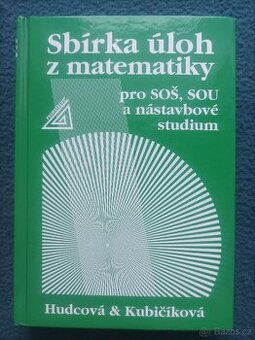 Sbírka úloh
z matematiky
pro SOŠ, SOU
a nástavbové
studium
Hudcová & Kubičíková